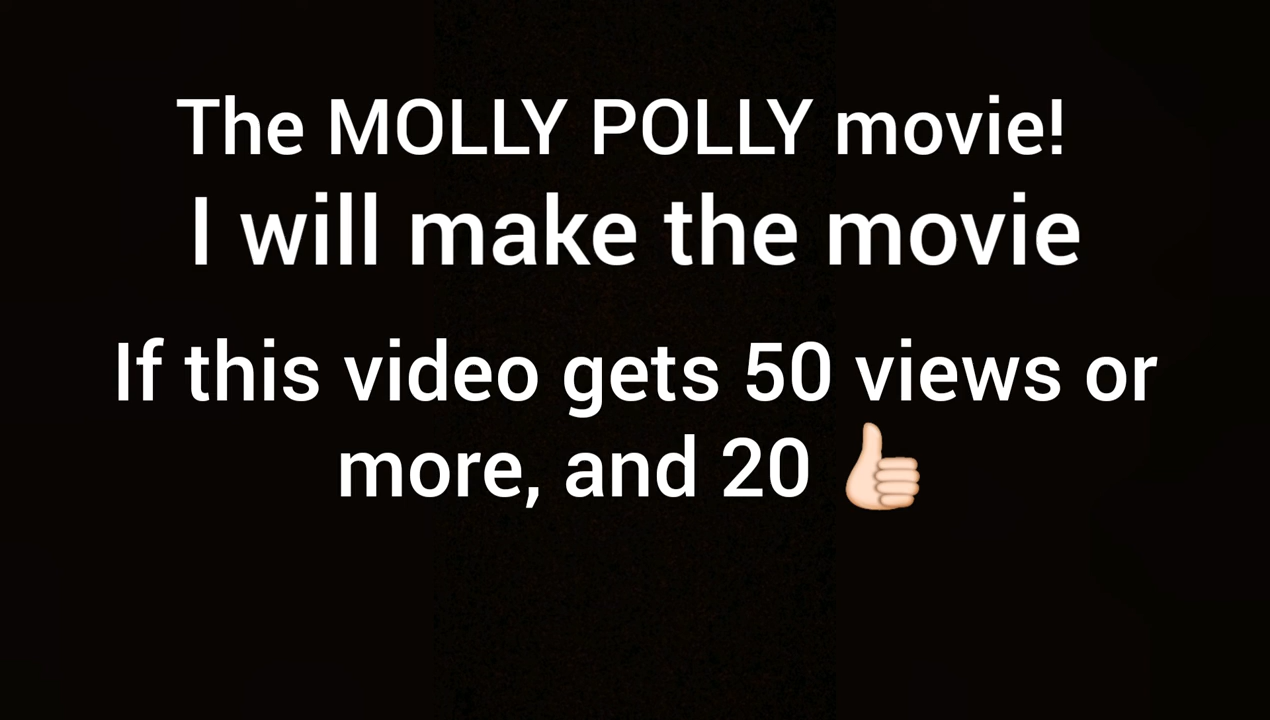 The MOLLY POLLY movie!
I will make the movie
If this video gets 50 views or
more, and 20 👍🏻